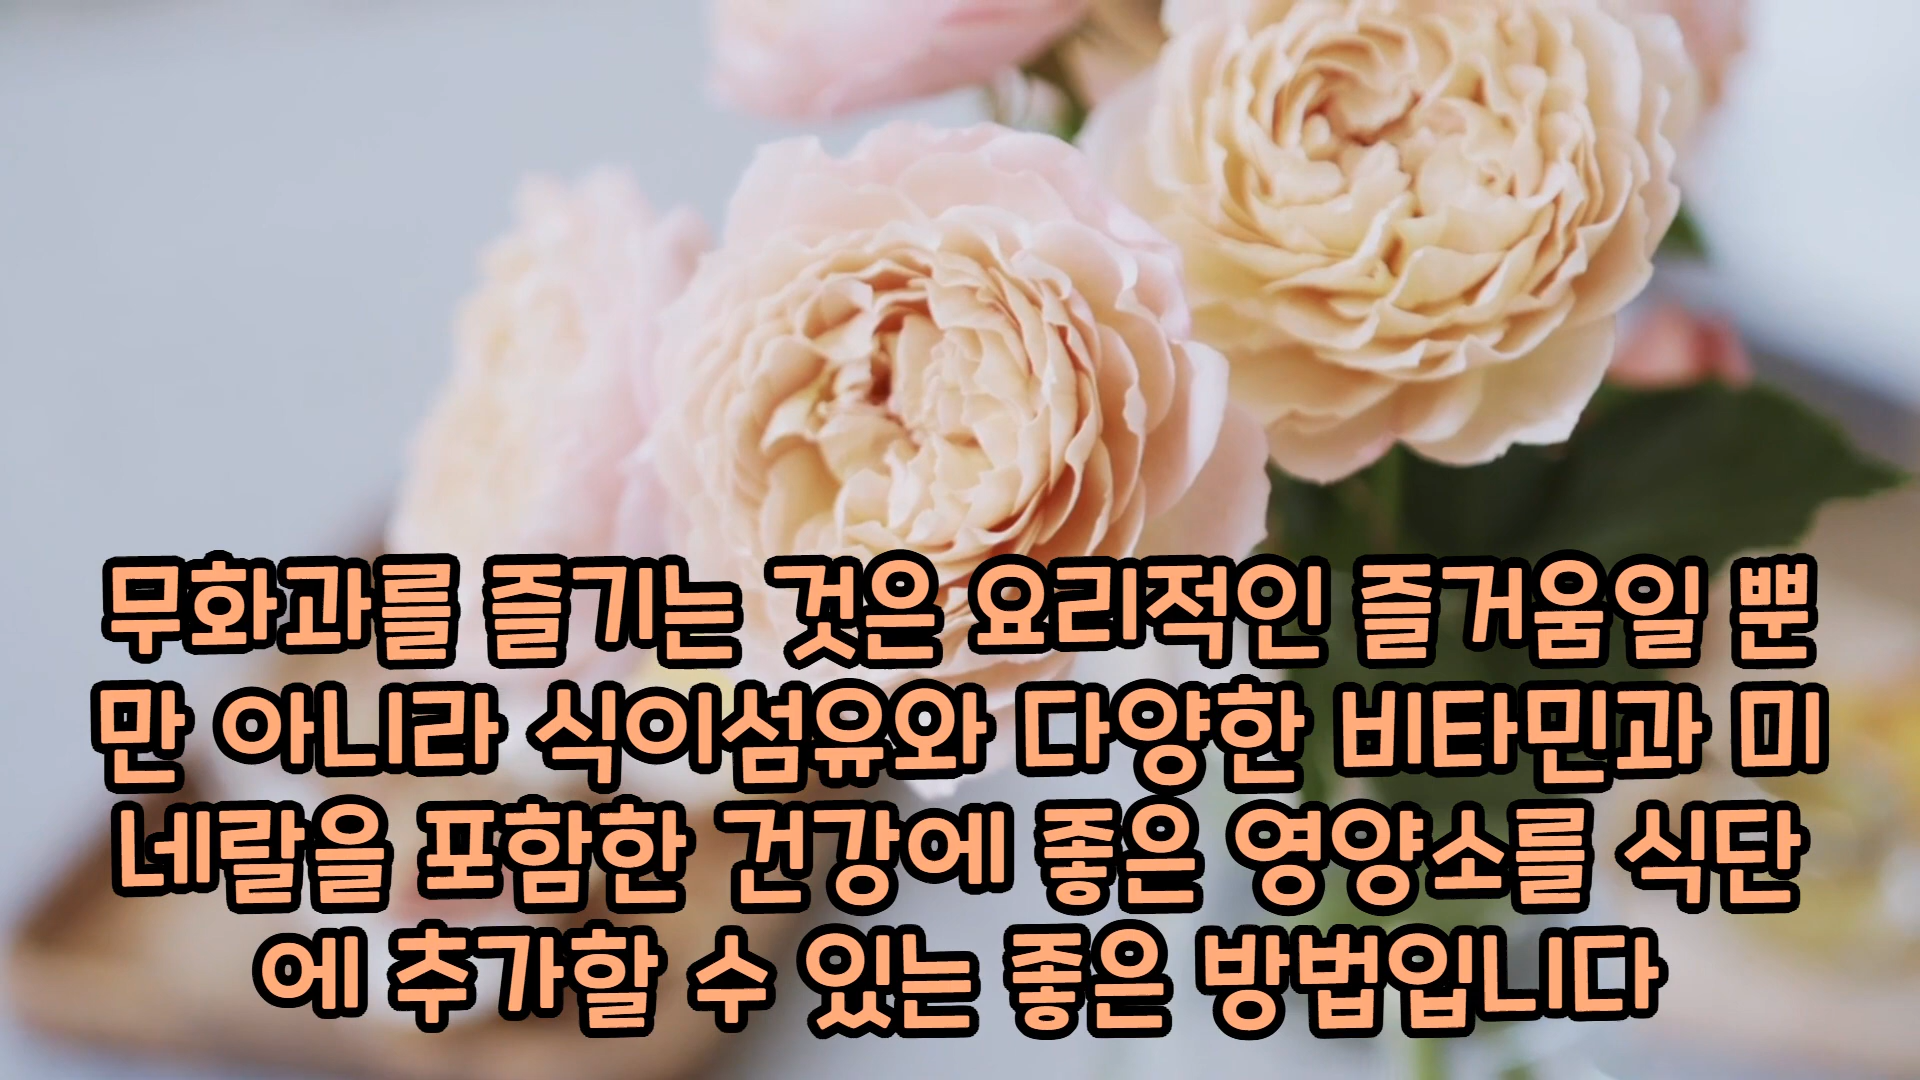 무화과를 즐기는 것은 요리적인 즐거움일 뿐
만 아니라 식이섬유와 다양한 비타민과 미
네랄을 포함한 건강에 좋은 영양소를 식단
에 추가할 수 있는 좋은 방법입니다